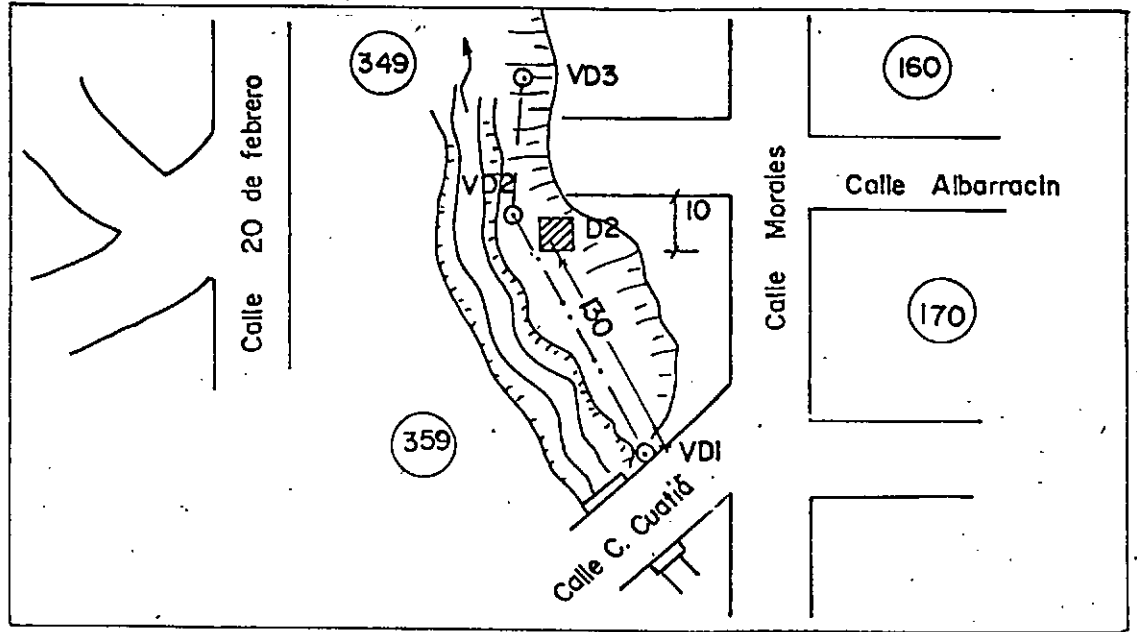 349
VD3
160
Calle 20 de febrero
VD2
D2
10
Calle Morales
Calle Albarracin
130
170
359
VD1
Calle C. Cuatiá